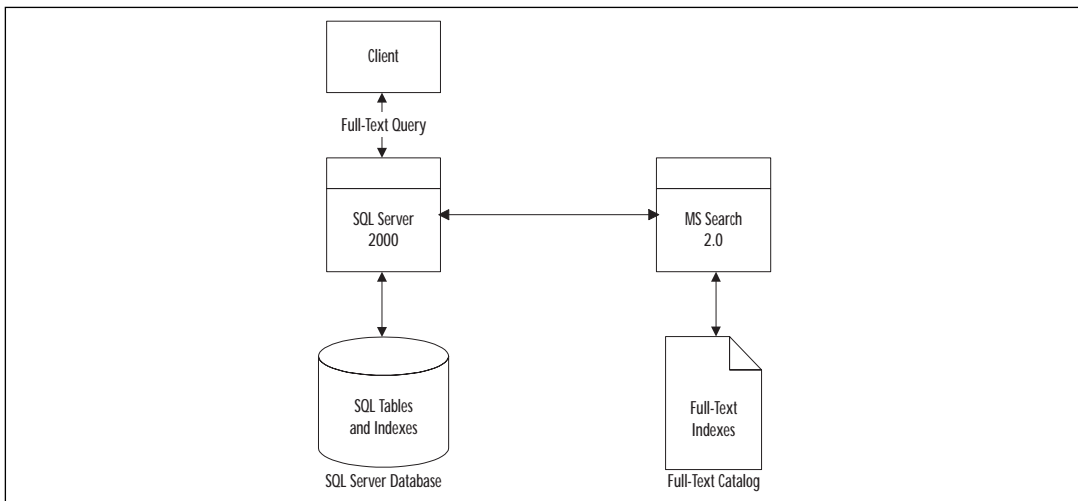 Client
Full-Text Query
SQL Server
2000
MS Search
2.0
SQL Tables
and Indexes
Full-Text
Indexes
SQL Server Database
Full-Text Catalog